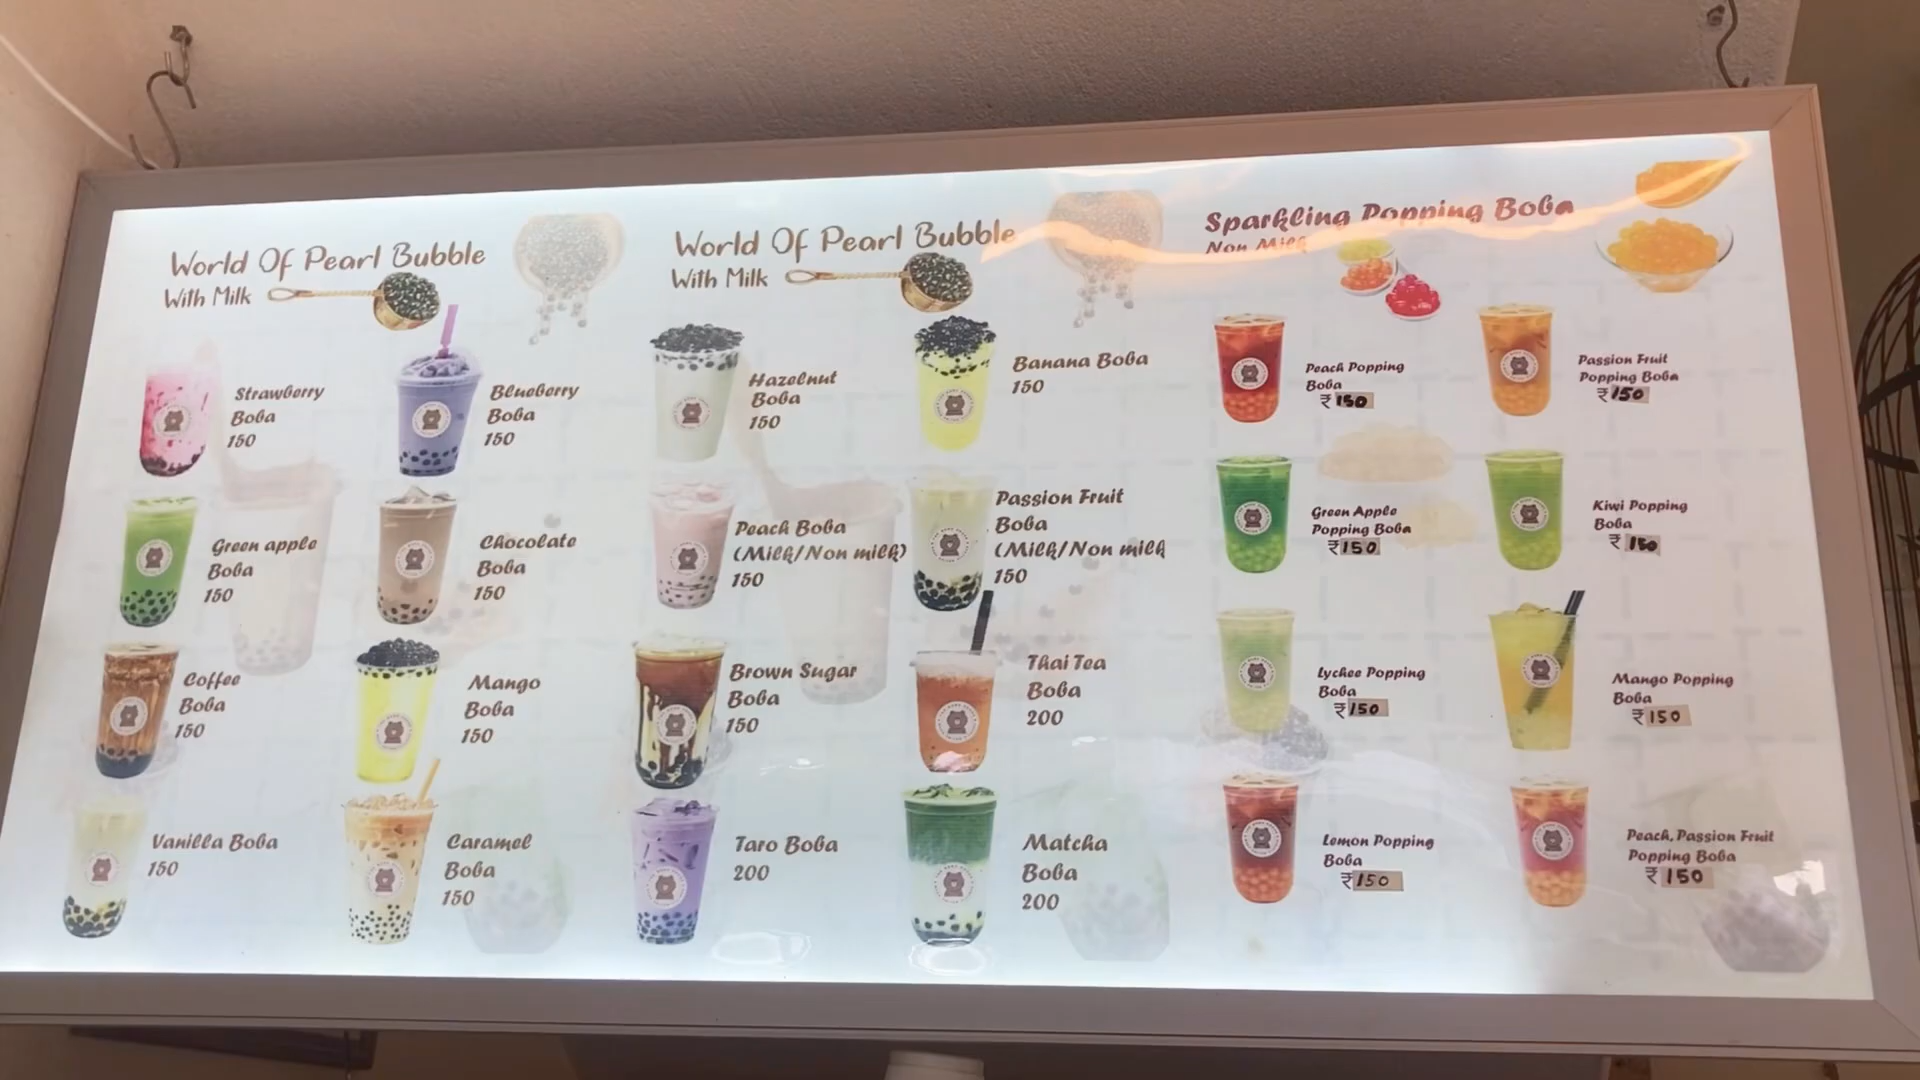 World Of Pearl Bubble
With Milk
Strawberry
Boba
150
Blueberry
Boba
150
Green apple
Boba
150
Chocolate
Boba
150
Coffee
Boba
150
Mango
Boba
150
Vanilla Boba
150
Caramel
Boba
150
World Of Pearl Bubble
With Milk
Hazelnut
Boba
150
Banana Boba
150
Peach Boba
(Milk/Non milk)
150
Passion Fruit
Boba
(Milk/Non milk
150
Brown Sugar
Boba
150
Thai Tea
Boba
200
Taro Boba
200
Matcha
Boba
200
Sparkling Popping Boba
Non Milk
Peach Popping
Boba
₹150
Passion Fruit
Popping Boba
₹150
Green Apple
Popping Boba
₹150
Kiwi Popping
Boba
₹150
Lychee Popping
Boba
₹150
Mango Popping
Boba
₹150
Lemon Popping
Boba
₹150
Peach, Passion Fruit
Popping Boba
₹150